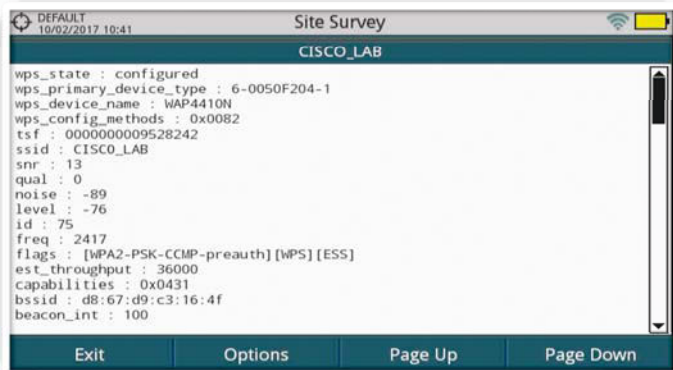 DEFAULT
10/02/2017 10:41
Site Survey
CISCO_LAB
wps_state : configured
wps_primary_device_type : 6-0050F204-1
wps_device_name : WAP4410N
wps_config_methods : 0x0082
tsf : 0000000009528242
ssid : CISCO_LAB
snr : 13
qual : 0
noise : -89
level : -76
id : 75
freq : 2417
flags : [WPA2-PSK-CCMP-preauth][WPS][ESS]
est_throughput : 36000
capabilities : 0x0431
bssid : d8:67:d9:c3:16:4f
beacon_int : 100
Exit Options Page Up Page Down